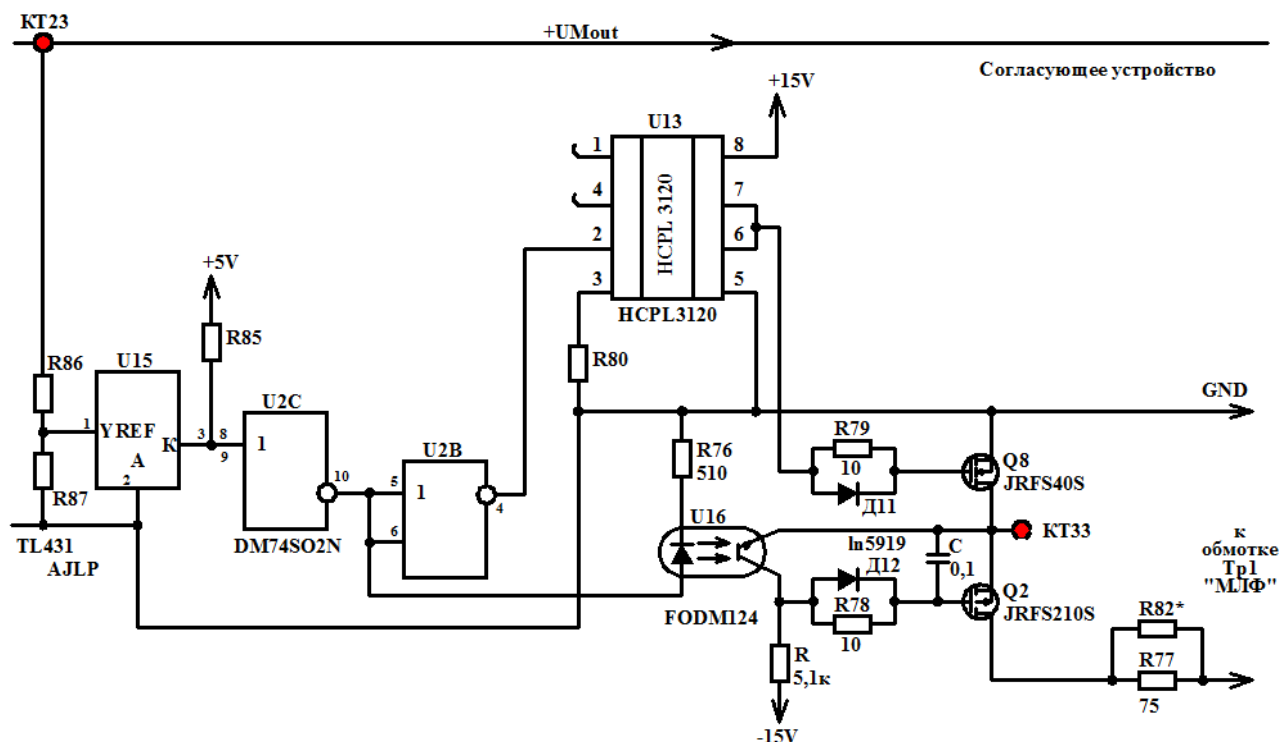 КТ23
+UMout
Согласующее устройство
+15V
U13
1
8
4
7
HCPL 3120
2
6
3
5
HCPL3120
+5V
R85
R80
R86
U15
U2C
GND
1
YREF
К
3
8
9
1
U2B
R76
510
R79
10
Q8
JRFS40S
A
2
R87
10
5
1
4
6
Д11
U16
TL431
AJLP
DM74SO2N
ln5919
Д12
C
0,1
КТ33
к
обмотке
Тр1
"МЛФ"
Q2
JRFS210S
FODM124
R78
10
R82*
R
5,1к
R77
75
-15V